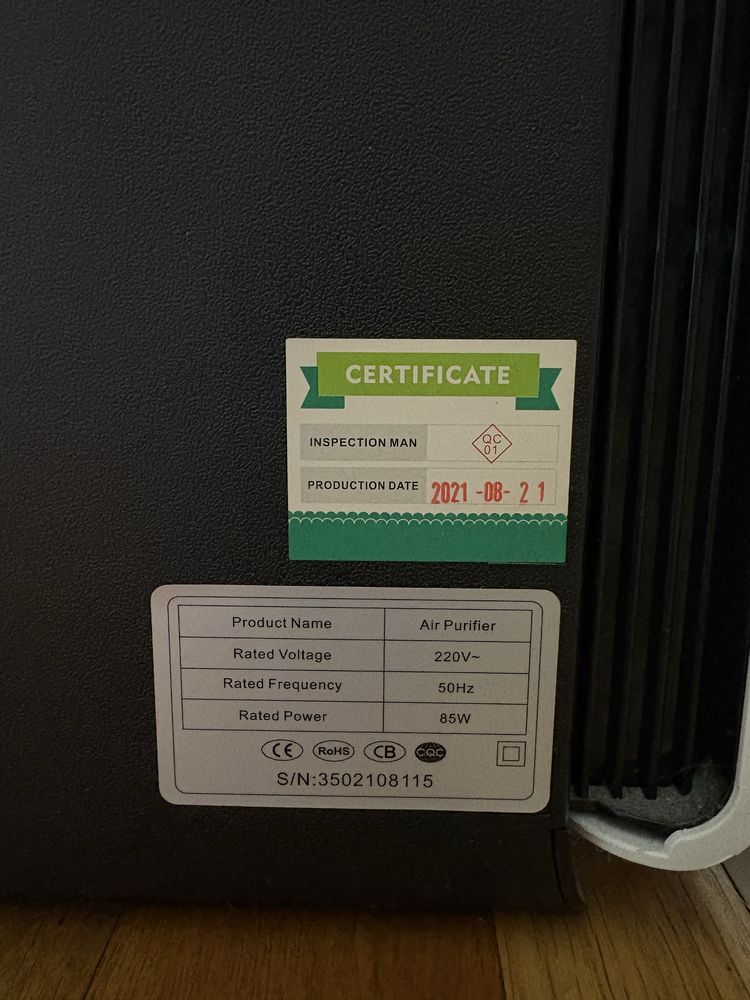 CERTIFICATE
INSPECTION MAN QC 01
PRODUCTION DATE 2021 -08- 21
Product Name Air Purifier
Rated Voltage 220V~
Rated Frequency 50Hz
Rated Power 85W
CE RoHS CB CQC
S/N:3502108115